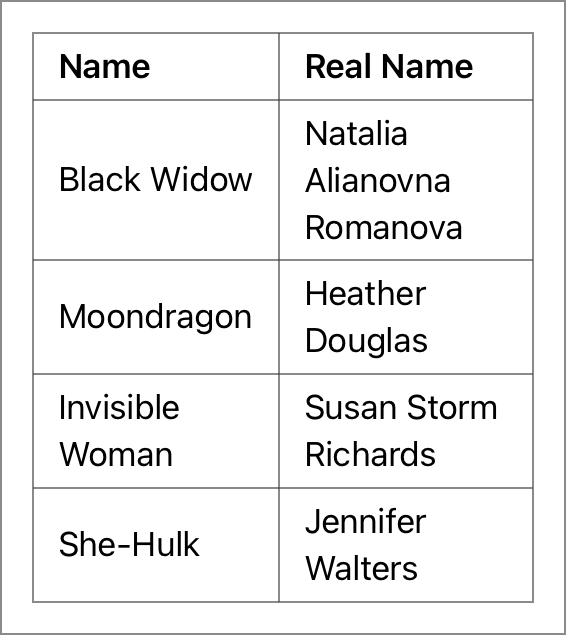 Name
Real Name
Black Widow
Natalia
Alianovna
Romanova
Moondragon
Heather
Douglas
Invisible
Woman
Susan Storm
Richards
She-Hulk
Jennifer
Walters